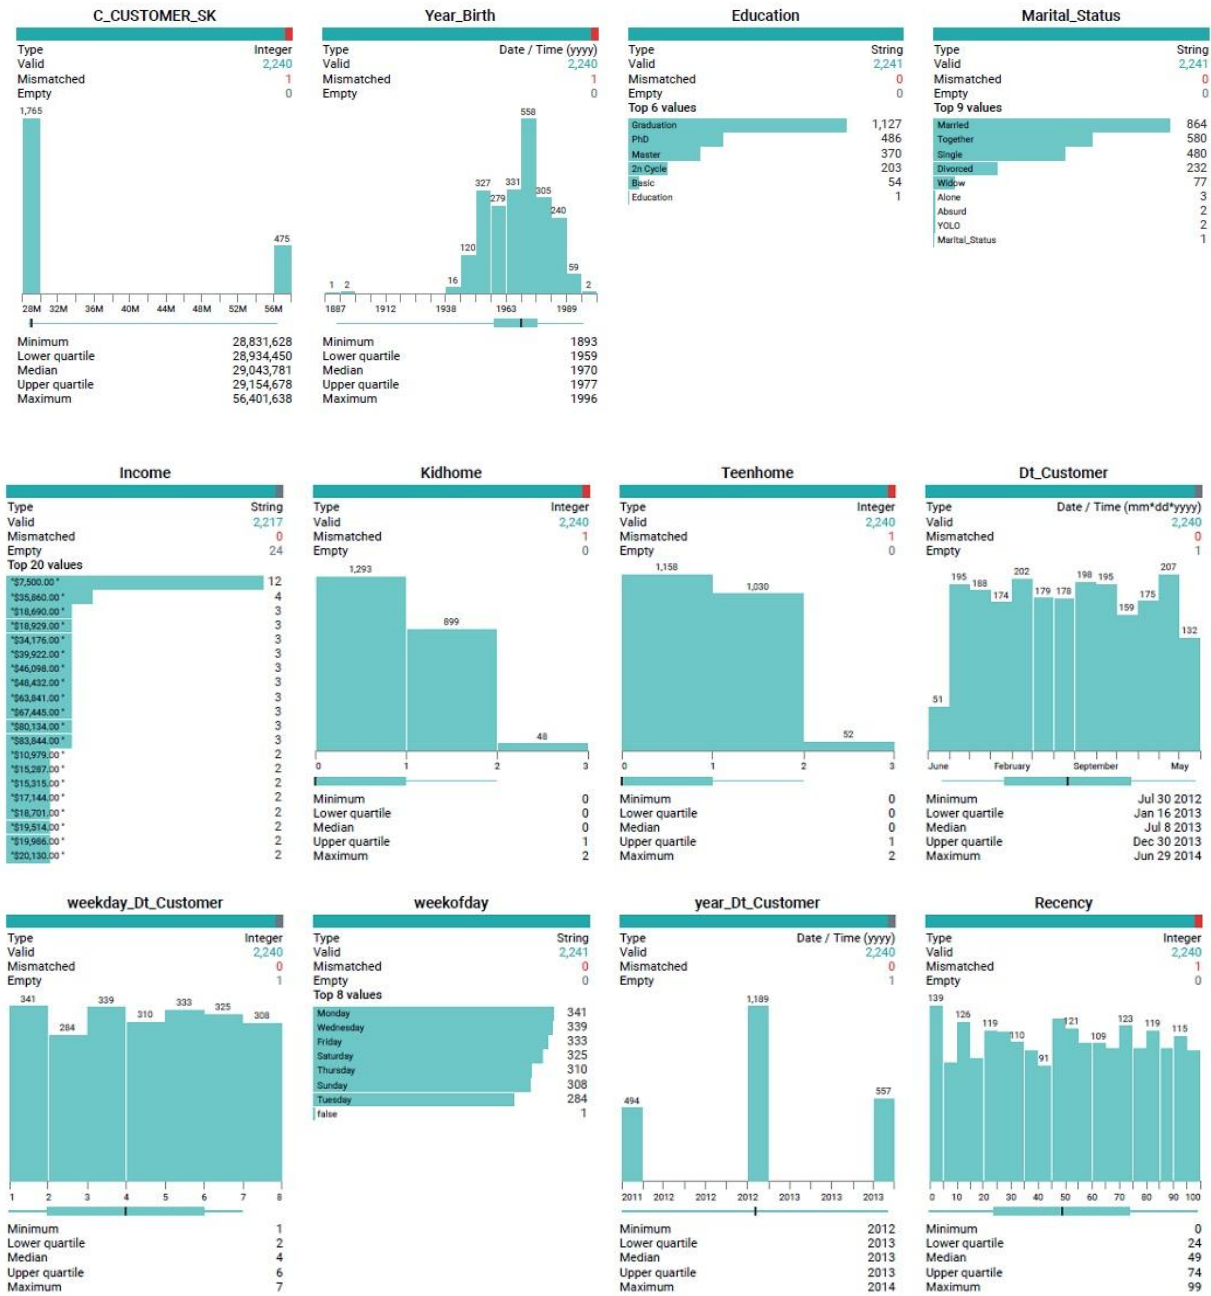 C_CUSTOMER_SK
Type Integer
Valid 2,240
Mismatched 1
Empty 0
1,765
475
28M 32M 36M 40M 44M 48M 52M 56M
Minimum 28,831,628
Lower quartile 28,934,450
Median 29,043,781
Upper quartile 29,154,678
Maximum 56,401,638
Year_Birth
Type Date / Time (yyyy)
Valid 2,240
Mismatched 1
Empty 0
1 2 16 120 327 279 331 558 305 240 59 2
1887 1912 1938 1963 1989
Minimum 1893
Lower quartile 1959
Median 1970
Upper quartile 1977
Maximum 1996
Education
Type String
Valid 2,241
Mismatched 0
Empty 0
Top 6 values
Graduation 1,127
PhD 486
Master 370
2n Cycle 203
Basic 54
Education 1
Marital_Status
Type String
Valid 2,241
Mismatched 0
Empty 0
Top 9 values
Married 864
Together 580
Single 480
Divorced 232
Widow 77
Alone 3
Absurd 2
YOLO 2
Marital_Status 1
Income
Type String
Valid 2,217
Mismatched 0
Empty 24
Top 20 values
"$7,500.00 " 12
"$35,860.00 " 4
"$18,690.00 " 3
"$18,929.00 " 3
"$34,176.00 " 3
"$39,922.00 " 3
"$46,098.00 " 3
"$48,432.00 " 3
"$63,841.00 " 3
"$67,445.00 " 3
"$80,134.00 " 3
"$83,844.00 " 3
"$10,979.00 " 2
"$15,287.00 " 2
"$15,315.00 " 2
"$17,144.00 " 2
"$18,701.00 " 2
"$19,514.00 " 2
"$19,986.00 " 2
"$20,130.00 " 2
Kidhome
Type Integer
Valid 2,240
Mismatched 1
Empty 0
1,293
899
48
0 1 2 3
Minimum 0
Lower quartile 0
Median 0
Upper quartile 1
Maximum 2
Teenhome
Type Integer
Valid 2,240
Mismatched 1
Empty 0
1,158
1,030
52
0 1 2 3
Minimum 0
Lower quartile 0
Median 0
Upper quartile 1
Maximum 2
Dt_Customer
Type Date / Time (mm*dd*yyyy)
Valid 2,240
Mismatched 0
Empty 1
51 195 188 174 202 179 178 198 195 159 175 207 132
June February September May
Minimum Jul 30 2012
Lower quartile Jan 16 2013
Median Jul 8 2013
Upper quartile Dec 30 2013
Maximum Jun 29 2014
weekday_Dt_Customer
Type Integer
Valid 2,240
Mismatched 0
Empty 1
341 284 339 310 333 325 308
1 2 3 4 5 6 7 8
Minimum 1
Lower quartile 2
Median 4
Upper quartile 6
Maximum 7
weekofday
Type String
Valid 2,241
Mismatched 0
Empty 0
Top 8 values
Monday 341
Wednesday 339
Friday 333
Saturday 325
Thursday 310
Sunday 308
Tuesday 284
false 1
year_Dt_Customer
Type Date / Time (yyyy)
Valid 2,240
Mismatched 0
Empty 1
494 1,189 557
2011 2012 2012 2012 2013 2013 2013
Minimum 2012
Lower quartile 2013
Median 2013
Upper quartile 2013
Maximum 2014
Recency
Type Integer
Valid 2,240
Mismatched 1
Empty 0
139 126 119 110 91 121 109 123 119 115
0 10 20 30 40 50 60 70 80 90 100
Minimum 0
Lower quartile 24
Median 49
Upper quartile 74
Maximum 99